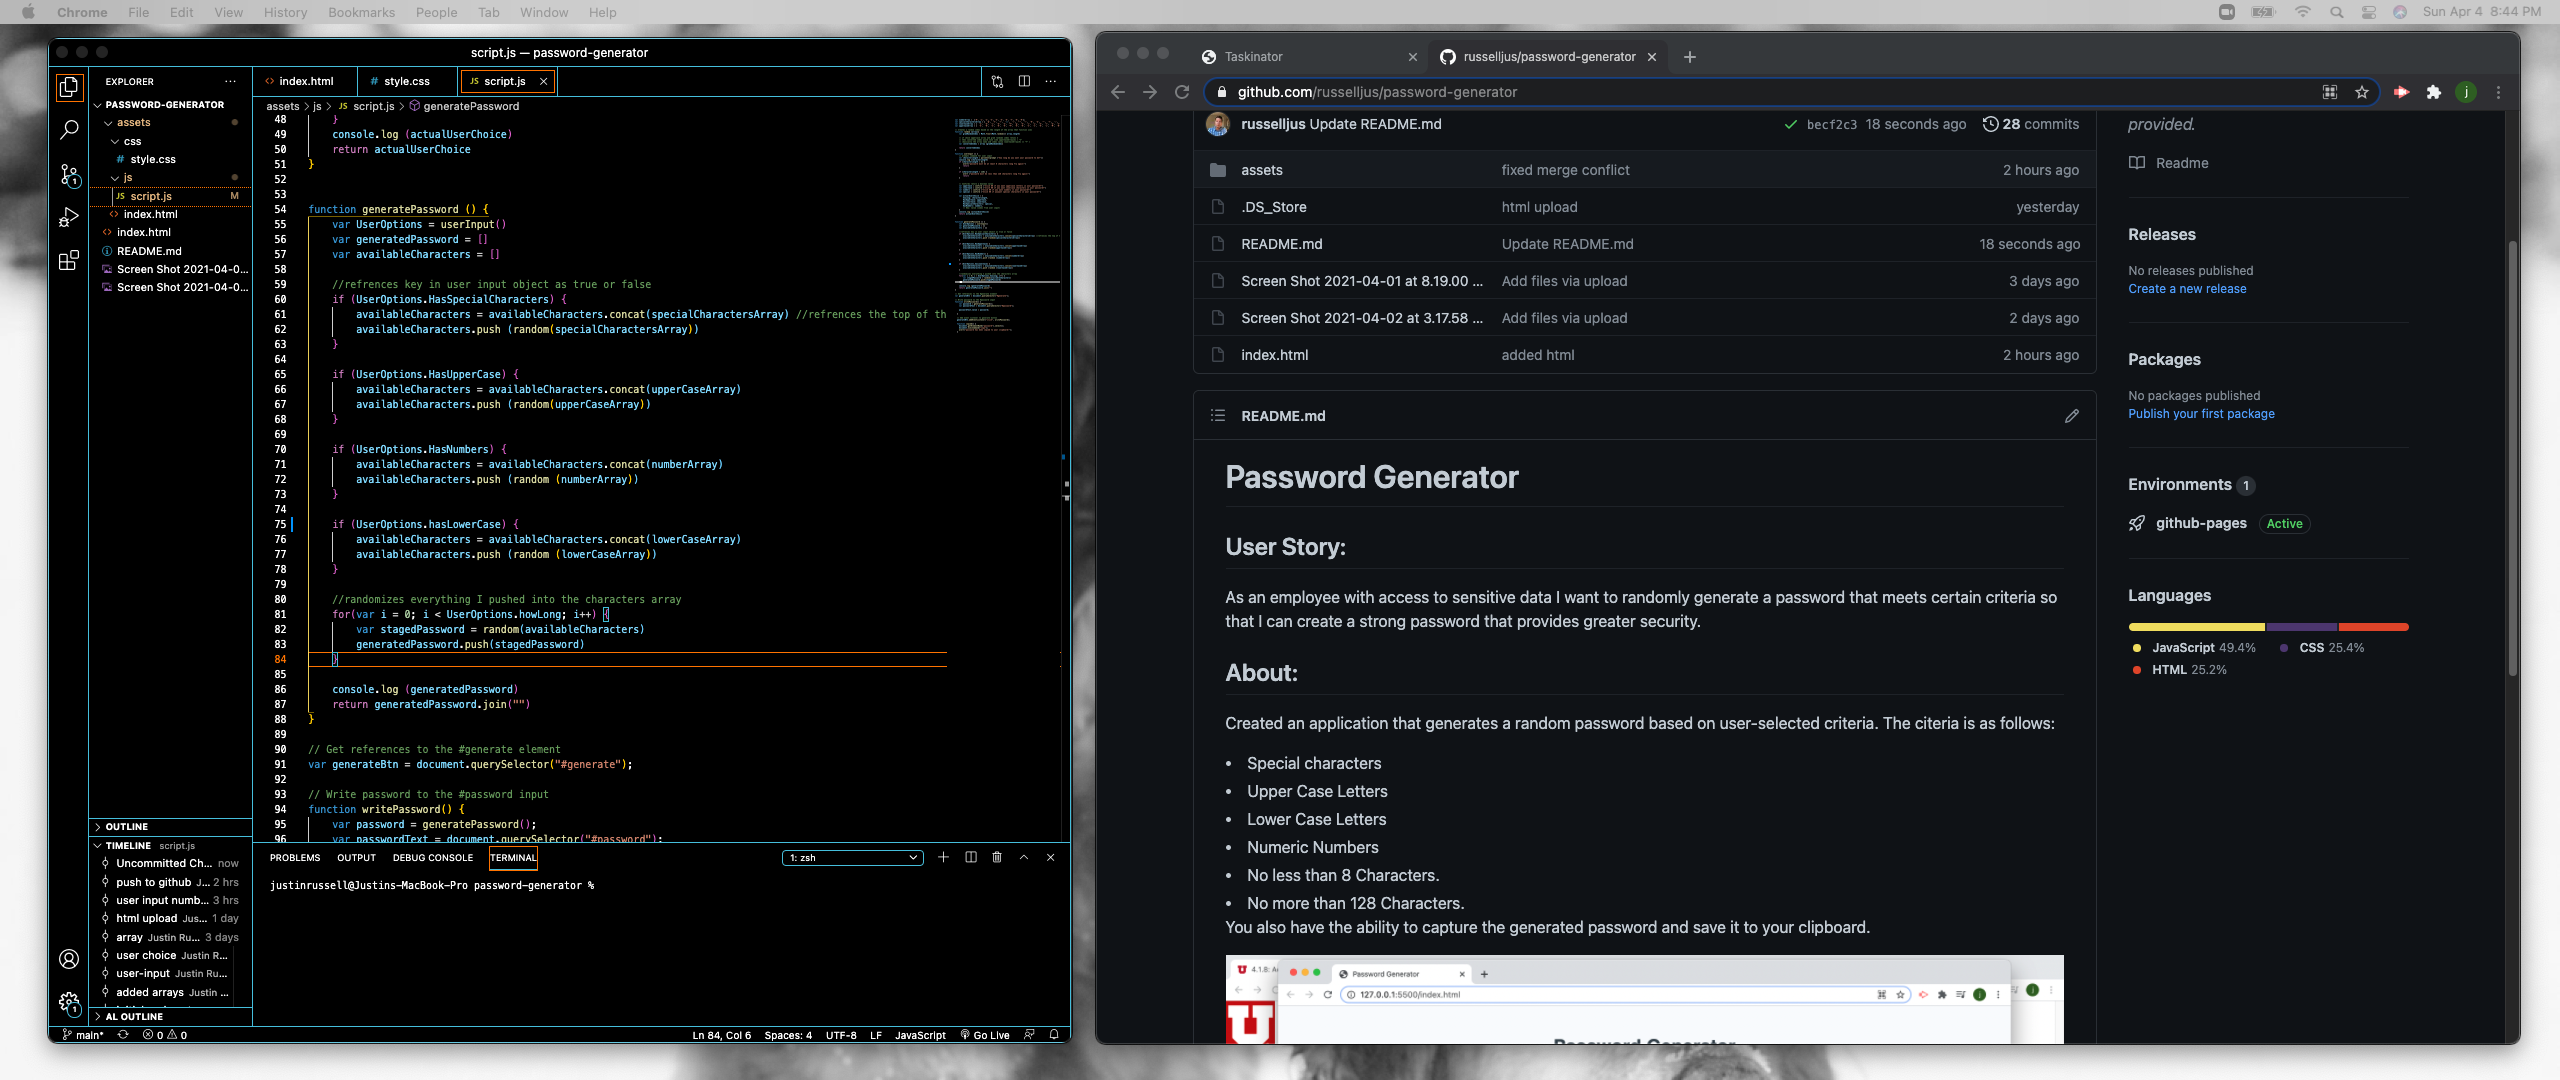 Chrome File Edit View History Bookmarks People Tab Window Help
Sun Apr 4 8:44 PM
script.js — password-generator
EXPLORER
PASSWORD-GENERATOR
assets
css
# style.css
js
JS script.js M
<> index.html
<> index.html
README.md
Screen Shot 2021-04-0...
Screen Shot 2021-04-0...
OUTLINE
TIMELINE script.js
Uncommitted Ch... now
push to github J... 2 hrs
user input numb... 3 hrs
html upload Jus... 1 day
array Justin Ru... 3 days
user choice Justin R...
user-input Justin Ru...
added arrays Justin ...
AL OUTLINE
<> index.html # style.css JS script.js
assets > js > JS script.js > generatePassword
48 }
49 console.log (actualUserChoice)
50 return actualUserChoice
51 }
52
53
54 function generatePassword () {
55 var UserOptions = userInput()
56 var generatedPassword = []
57 var availableCharacters = []
58
59 //refrences key in user input object as true or false
60 if (UserOptions.HasSpecialCharacters) {
61 availableCharacters = availableCharacters.concat(specialCharactersArray) //refrences the top of th
62 availableCharacters.push (random(specialCharactersArray))
63 }
64
65 if (UserOptions.HasUpperCase) {
66 availableCharacters = availableCharacters.concat(upperCaseArray)
67 availableCharacters.push (random(upperCaseArray))
68 }
69
70 if (UserOptions.HasNumbers) {
71 availableCharacters = availableCharacters.concat(numberArray)
72 availableCharacters.push (random (numberArray))
73 }
74
75 if (UserOptions.hasLowerCase) {
76 availableCharacters = availableCharacters.concat(lowerCaseArray)
77 availableCharacters.push (random (lowerCaseArray))
78 }
79
80 //randomizes everything I pushed into the characters array
81 for(var i = 0; i < UserOptions.howLong; i++) {
82 var stagedPassword = random(availableCharacters)
83 generatedPassword.push(stagedPassword)
84 }
85
86 console.log (generatedPassword)
87 return generatedPassword.join("")
88 }
89
90 // Get references to the #generate element
91 var generateBtn = document.querySelector("#generate");
92
93 // Write password to the #password input
94 function writePassword() {
95 var password = generatePassword();
96 var passwordText = document.querySelector("#password");
PROBLEMS OUTPUT DEBUG CONSOLE TERMINAL 1: zsh
justinrussell@Justins-MacBook-Pro password-generator %
main* 0 0 Ln 84, Col 6 Spaces: 4 UTF-8 LF JavaScript Go Live
Taskinator russelljus/password-generator
github.com/russelljus/password-generator
j
russelljus Update README.md becf2c3 18 seconds ago 28 commits
assets fixed merge conflict 2 hours ago
.DS_Store html upload yesterday
README.md Update README.md 18 seconds ago
Screen Shot 2021-04-01 at 8.19.00 ... Add files via upload 3 days ago
Screen Shot 2021-04-02 at 3.17.58 ... Add files via upload 2 days ago
index.html added html 2 hours ago
README.md
Password Generator
User Story:
As an employee with access to sensitive data I want to randomly generate a password that meets certain criteria so
that I can create a strong password that provides greater security.
About:
Created an application that generates a random password based on user-selected criteria. The citeria is as follows:
• Special characters
• Upper Case Letters
• Lower Case Letters
• Numeric Numbers
• No less than 8 Characters.
• No more than 128 Characters.
You also have the ability to capture the generated password and save it to your clipboard.
4.1.8: A
Password Generator
127.0.0.1:5500/index.html
U
Password Generator
provided.
Readme
Releases
No releases published
Create a new release
Packages
No packages published
Publish your first package
Environments 1
github-pages Active
Languages
JavaScript 49.4% CSS 25.4%
HTML 25.2%